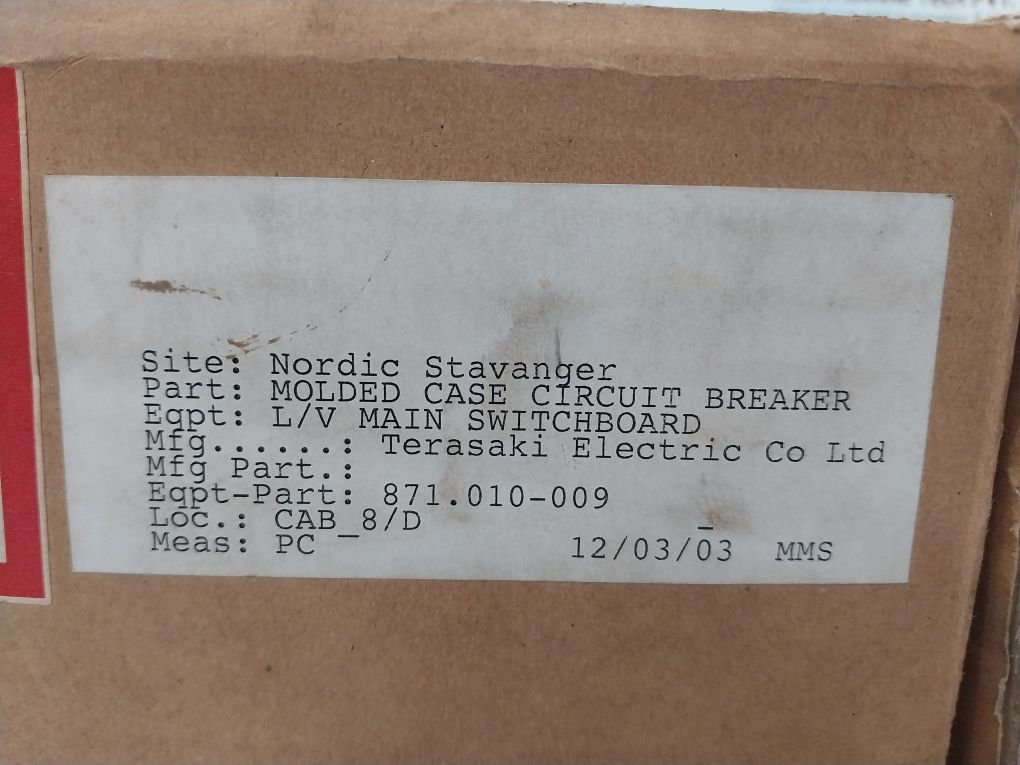 Site: Nordic Stavanger
Part: MOLDED CASE CIRCUIT BREAKER
Eqpt: L/V MAIN SWITCHBOARD
Mfg......: Terasaki Electric Co Ltd
Mfg Part.:
Eqpt-Part: 871.010-009
Loc.: CAB_8/D
Meas: PC 12/03/03 MMS